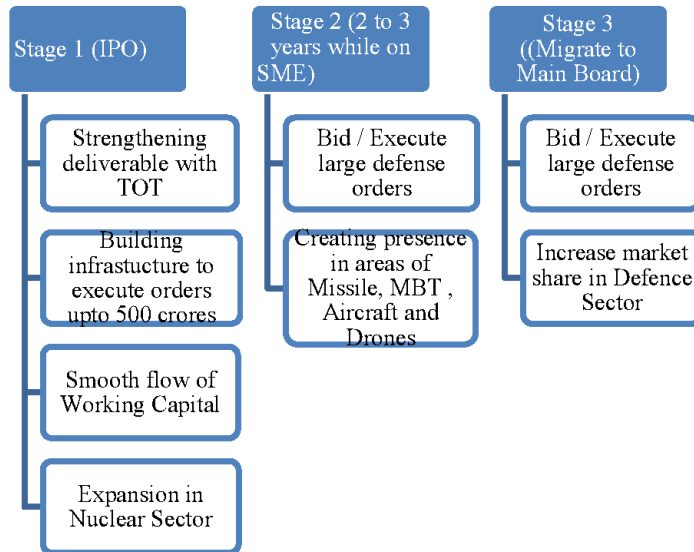 Stage 1 (IPO)
Strengthening
deliverable with
TOT
Building
infrastucture to
execute orders
upto 500 crores
Smooth flow of
Working Capital
Expansion in
Nuclear Sector
Stage 2 (2 to 3
years while on
SME)
Bid / Execute
large defense
orders
Creating presence
in areas of
Missile, MBT ,
Aircraft and
Drones
Stage 3
((Migrate to
Main Board)
Bid / Execute
large defense
orders
Increase market
share in Defence
Sector